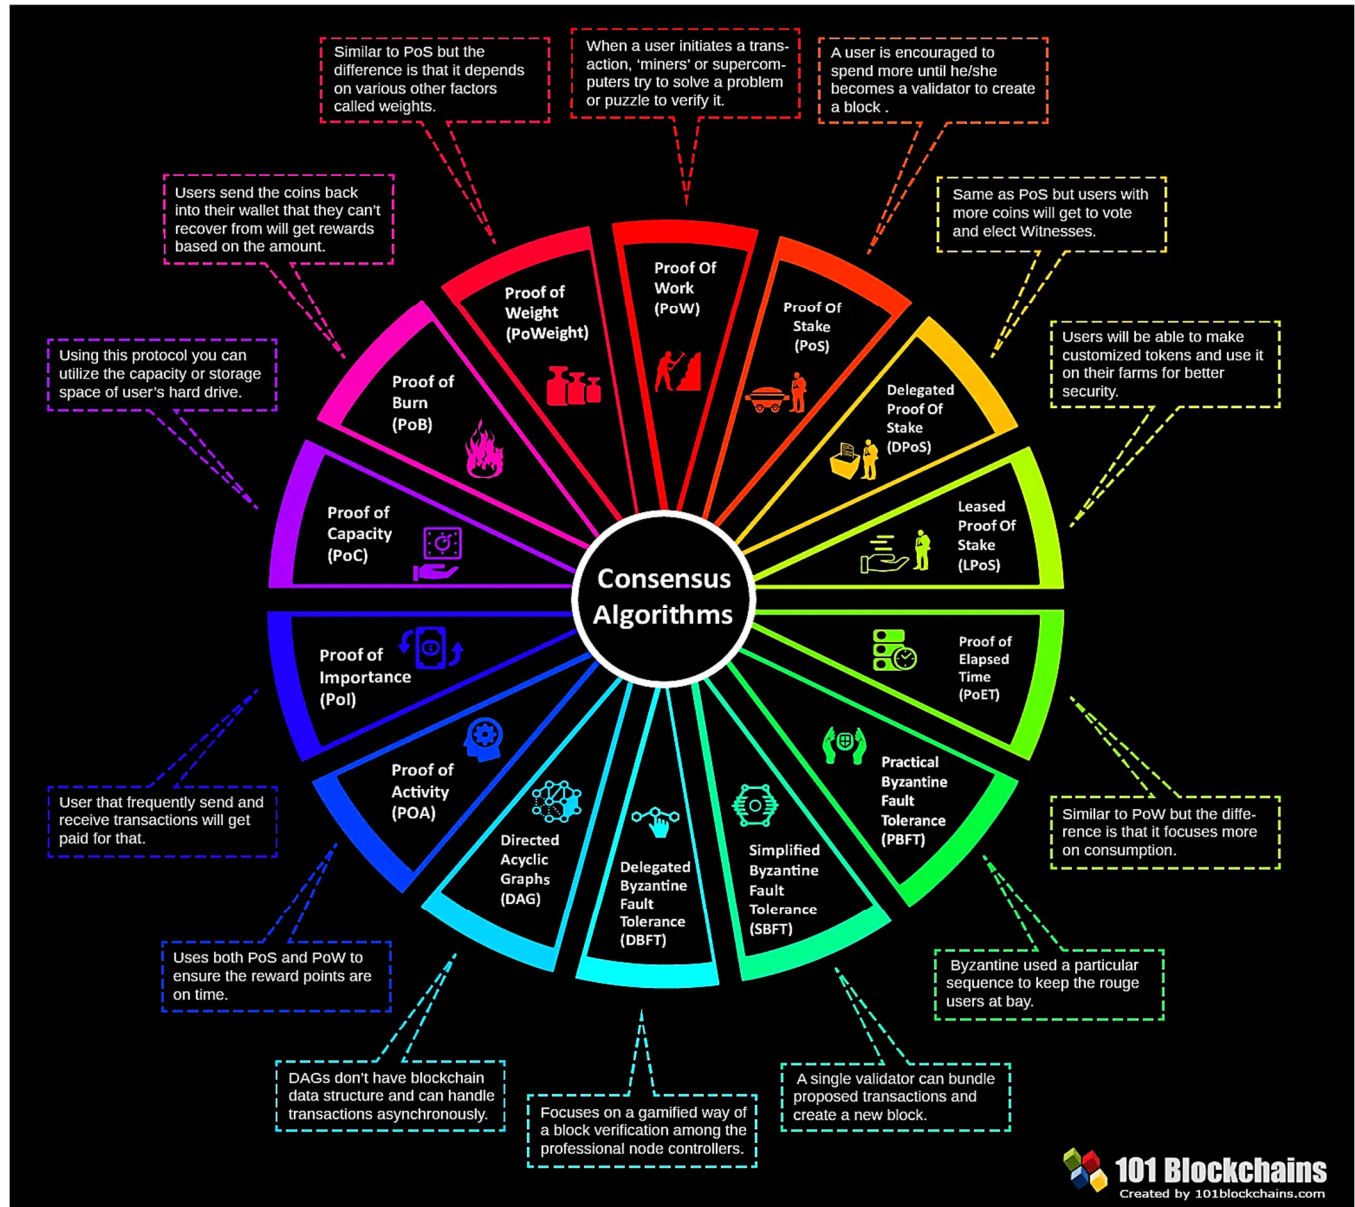 Similar to PoS but the
difference is that it depends
on various other factors
called weights.
When a user initiates a trans-
action, ‘miners’ or supercom-
puters try to solve a problem
or puzzle to verify it.
A user is encouraged to
spend more until he/she
becomes a validator to create
a block .
Users send the coins back
into their wallet that they can’t
recover from will get rewards
based on the amount.
Same as PoS but users with
more coins will get to vote
and elect Witnesses.
Using this protocol you can
utilize the capacity or storage
space of user’s hard drive.
Users will be able to make
customized tokens and use it
on their farms for better
security.
Proof of
Weight
(PoWeight)
Proof Of
Work
(PoW)
Proof Of
Stake
(PoS)
Proof of
Burn
(PoB)
Delegated
Proof Of
Stake
(DPoS)
Proof of
Capacity
(PoC)
Leased
Proof Of
Stake
(LPoS)
Consensus
Algorithms
Proof of
Importance
(PoI)
Proof of
Elapsed
Time
(PoET)
Proof of
Activity
(POA)
Directed
Acyclic
Graphs
(DAG)
Delegated
Byzantine
Fault
Tolerance
(DBFT)
Simplified
Byzantine
Fault
Tolerance
(SBFT)
Practical
Byzantine
Fault
Tolerance
(PBFT)
User that frequently send and
receive transactions will get
paid for that.
Similar to PoW but the diffe-
rence is that it focuses more
on consumption.
Uses both PoS and PoW to
ensure the reward points are
on time.
Byzantine used a particular
sequence to keep the rouge
users at bay.
DAGs don’t have blockchain
data structure and can handle
transactions asynchronously.
Focuses on a gamified way of
a block verification among the
professional node controllers.
A single validator can bundle
proposed transactions and
create a new block.
101 Blockchains
Created by 101blockchains.com